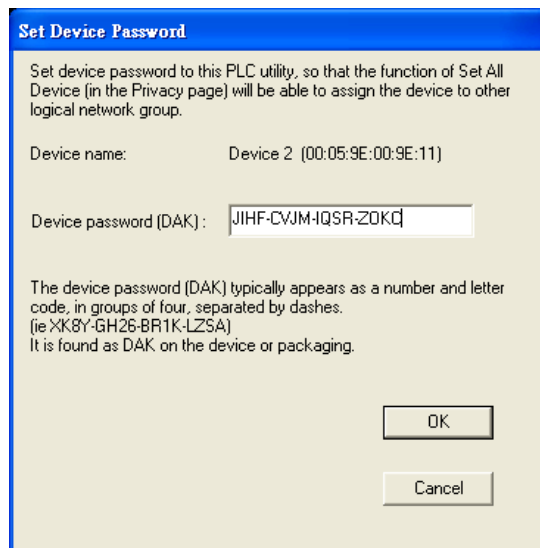 Set Device Password
Set device password to this PLC utility, so that the function of Set All
Device (in the Privacy page) will be able to assign the device to other
logical network group.
Device name: Device 2 (00:05:9E:00:9E:11)
Device password (DAK) : JIHF-CVJM-IQSR-ZOKC
The device password (DAK) typically appears as a number and letter
code, in groups of four, separated by dashes.
(ie XK8Y-GH26-BR1K-LZSA)
It is found as DAK on the device or packaging.
OK
Cancel